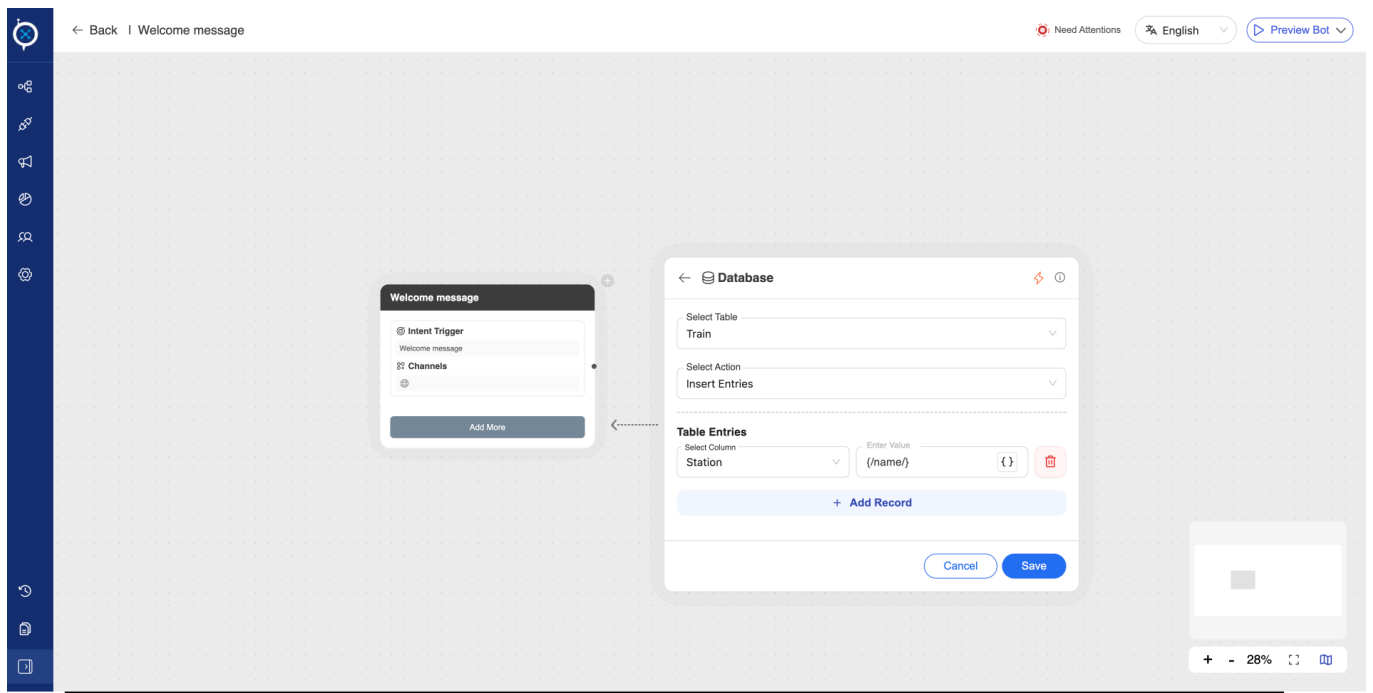 ← Back | Welcome message
Need Attentions
English
Preview Bot
Welcome message
Intent Trigger
Welcome message
Channels
Add More
Database
Select Table
Train
Select Action
Insert Entries
Table Entries
Select Column
Station
Enter Value
{/name/}
{}
+ Add Record
Cancel
Save
+ - 28%